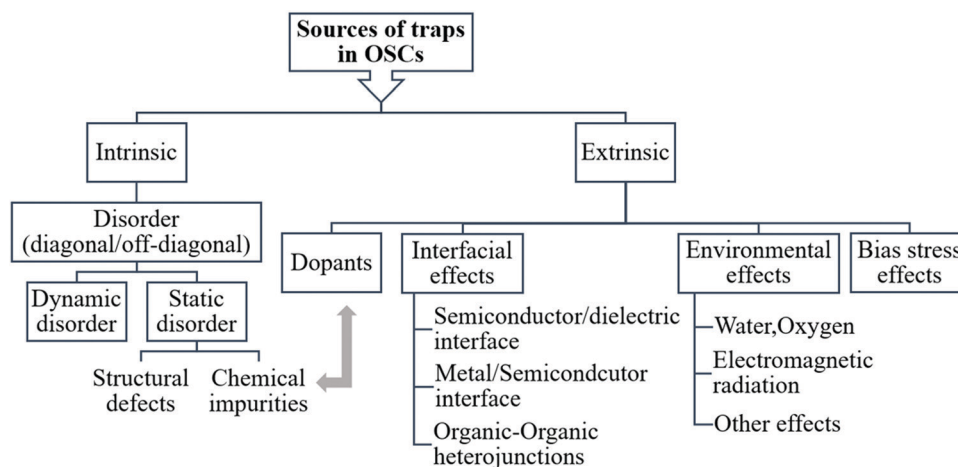 Sources of traps
in OSCs
Intrinsic
Extrinsic
Disorder
(diagonal/off-diagonal)
Dynamic
disorder
Static
disorder
Structural
defects
Chemical
impurities
Dopants
Interfacial
effects
Semiconductor/dielectric
interface
Metal/Semicondcutor
interface
Organic-Organic
heterojunctions
Environmental
effects
Water,Oxygen
Electromagnetic
radiation
Other effects
Bias stress
effects